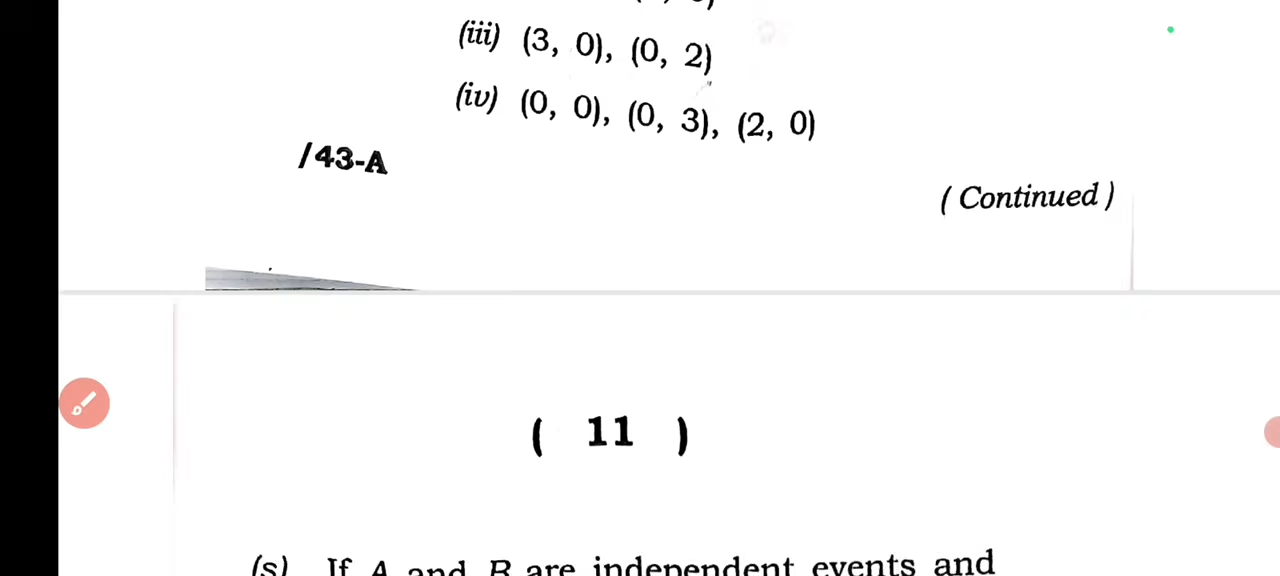 (iii) (3, 0), (0, 2)
(iv) (0, 0), (0, 3), (2, 0)
/43-A
( Continued )
( 11 )
(s) If A and B are independent events and